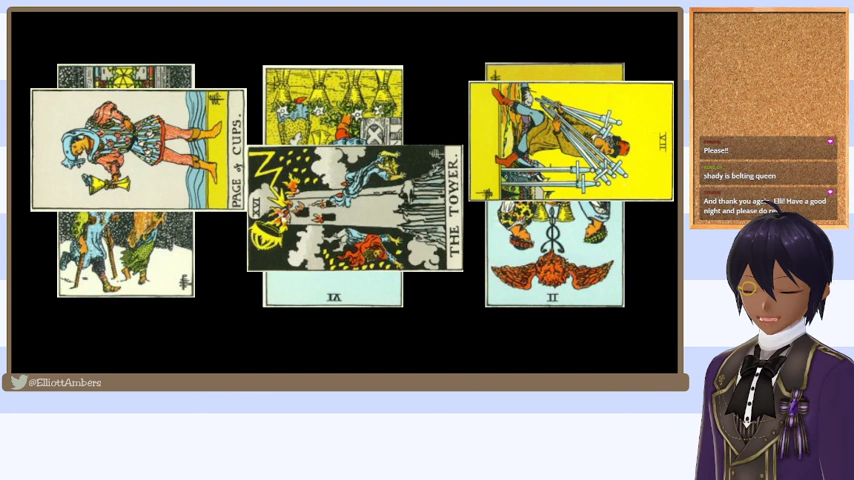 PAGE of CUPS.
XVI
THE TOWER.
VI
VII
II
Please!!
shady is belting queen
And thank you Elli! Have a good
night and please do
@ElliottAmbers